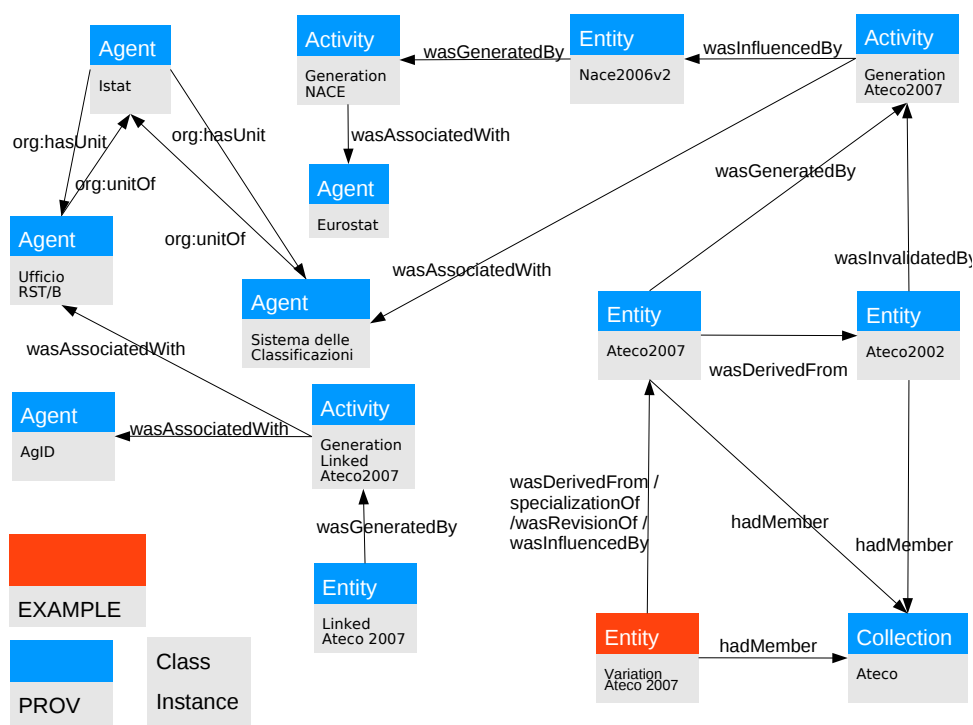 Agent
Istat
Activity
Generation
NACE
wasGeneratedBy
Entity
Nace2006v2
wasInfluencedBy
Activity
Generation
Ateco2007
org:hasUnit
org:hasUnit
wasAssociatedWith
org:unitOf
Agent
Eurostat
wasGeneratedBy
Agent
Ufficio
RST/B
org:unitOf
wasAssociatedWith
wasInvalidatedBy
Agent
Sistema delle
Classificazioni
Entity
Ateco2007
Entity
Ateco2002
wasAssociatedWith
wasDerivedFrom
Agent
AgID
wasAssociatedWith
Activity
Generation
Linked
Ateco2007
wasDerivedFrom /
specializationOf
/wasRevisionOf /
wasInfluencedBy
wasGeneratedBy
hadMember
hadMember
EXAMPLE
Entity
Linked
Ateco 2007
Entity
Variation
Ateco 2007
hadMember
Collection
Ateco
PROV
Class
Instance